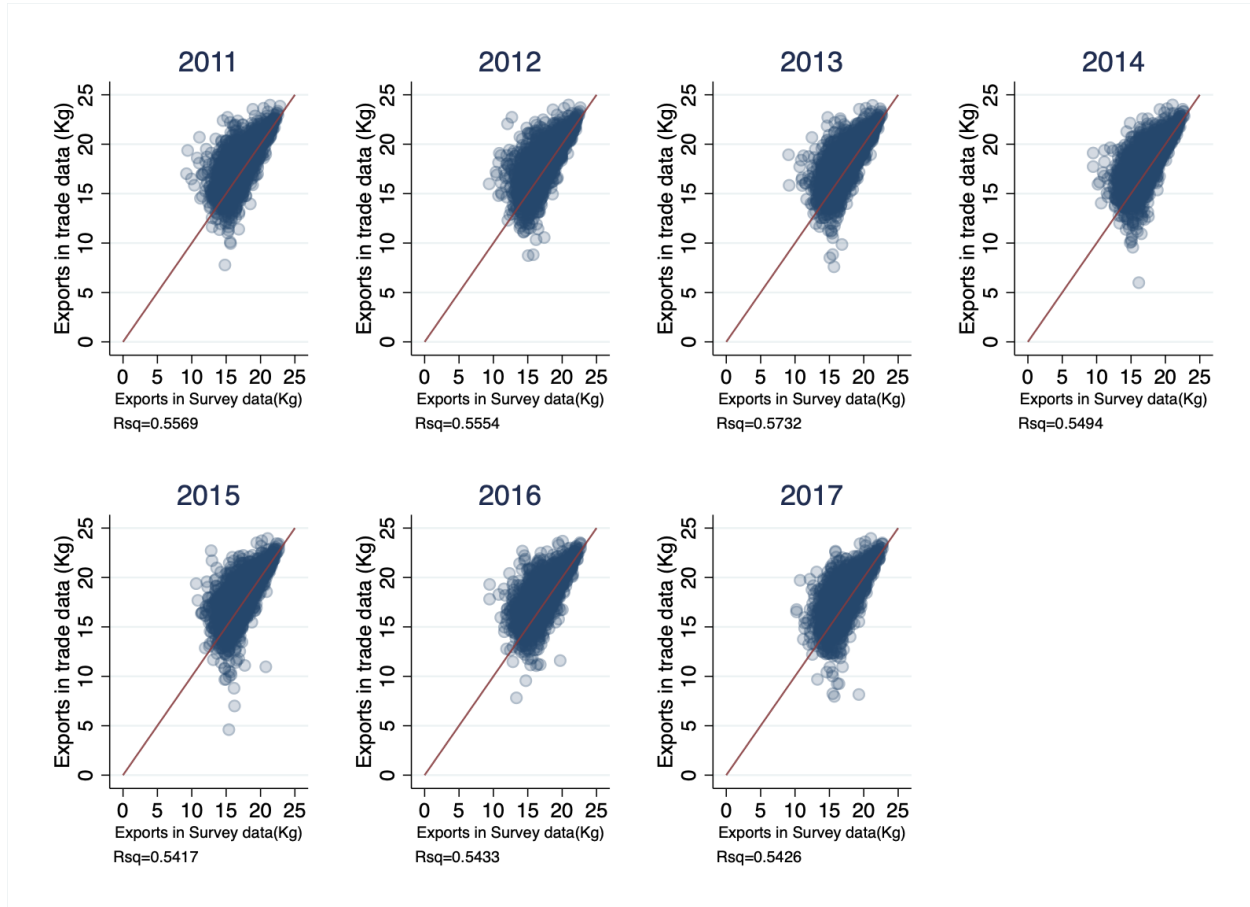 2011
2012
2013
2014
Exports in trade data (Kg)
25
20
15
10
5
0
0 5 10 15 20 25
Exports in Survey data(Kg)
Rsq=0.5569
Exports in trade data (Kg)
25
20
15
10
5
0
0 5 10 15 20 25
Exports in Survey data(Kg)
Rsq=0.5554
Exports in trade data (Kg)
25
20
15
10
5
0
0 5 10 15 20 25
Exports in Survey data(Kg)
Rsq=0.5732
Exports in trade data (Kg)
25
20
15
10
5
0
0 5 10 15 20 25
Exports in Survey data(Kg)
Rsq=0.5494
2015
2016
2017
Exports in trade data (Kg)
25
20
15
10
5
0
0 5 10 15 20 25
Exports in Survey data(Kg)
Rsq=0.5417
Exports in trade data (Kg)
25
20
15
10
5
0
0 5 10 15 20 25
Exports in Survey data(Kg)
Rsq=0.5433
Exports in trade data (Kg)
25
20
15
10
5
0
0 5 10 15 20 25
Exports in Survey data(Kg)
Rsq=0.5426